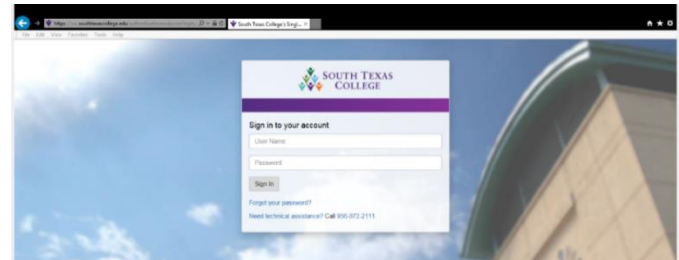 South Texas College's Singl...
File Edit View Favorites Tools Help
SOUTH TEXAS
COLLEGE
Sign in to your account
User Name
Password
Sign In
Forgot your password?
Need technical assistance? Call 956-872-2111